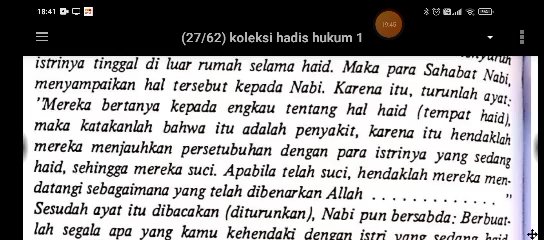 18:41
19:45
(27/62) koleksi hadis hukum 1
istrinya tinggal di luar rumah selama haid. Maka para Sahabat Nabi,
menyampaikan hal tersebut kepada Nabi. Karena itu, turunlah ayat:
"Mereka bertanya kepada engkau tentang hal haid (tempat haid),
maka katakanlah bahwa itu adalah penyakit, karena itu hendaklah
mereka menjauhkan persetubuhan dengan para istrinya yang sedang
haid, sehingga mereka suci. Apabila telah suci, hendaklah mereka men-
datangi sebagaimana yang telah dibenarkan Allah . . . . . . . . . . . . . "
Sesudah ayat itu dibacakan (diturunkan), Nabi pun bersabda: Berbuat-
lah segala apa yang kamu kehendaki dengan istri yang sedang haid